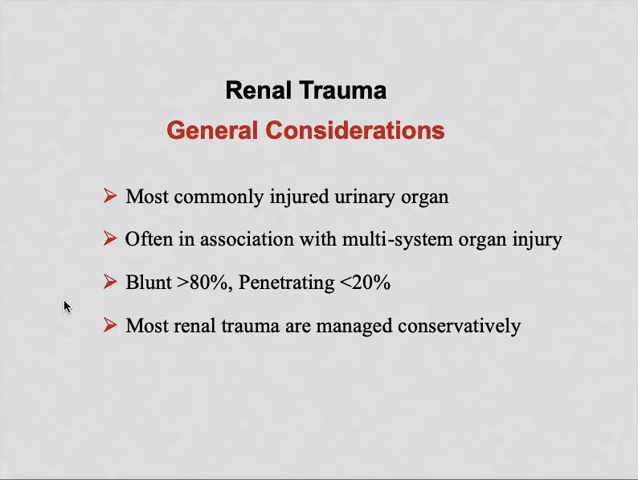 Renal Trauma
General Considerations
Most commonly injured urinary organ
Often in association with multi-system organ injury
Blunt >80%, Penetrating <20%
Most renal trauma are managed conservatively